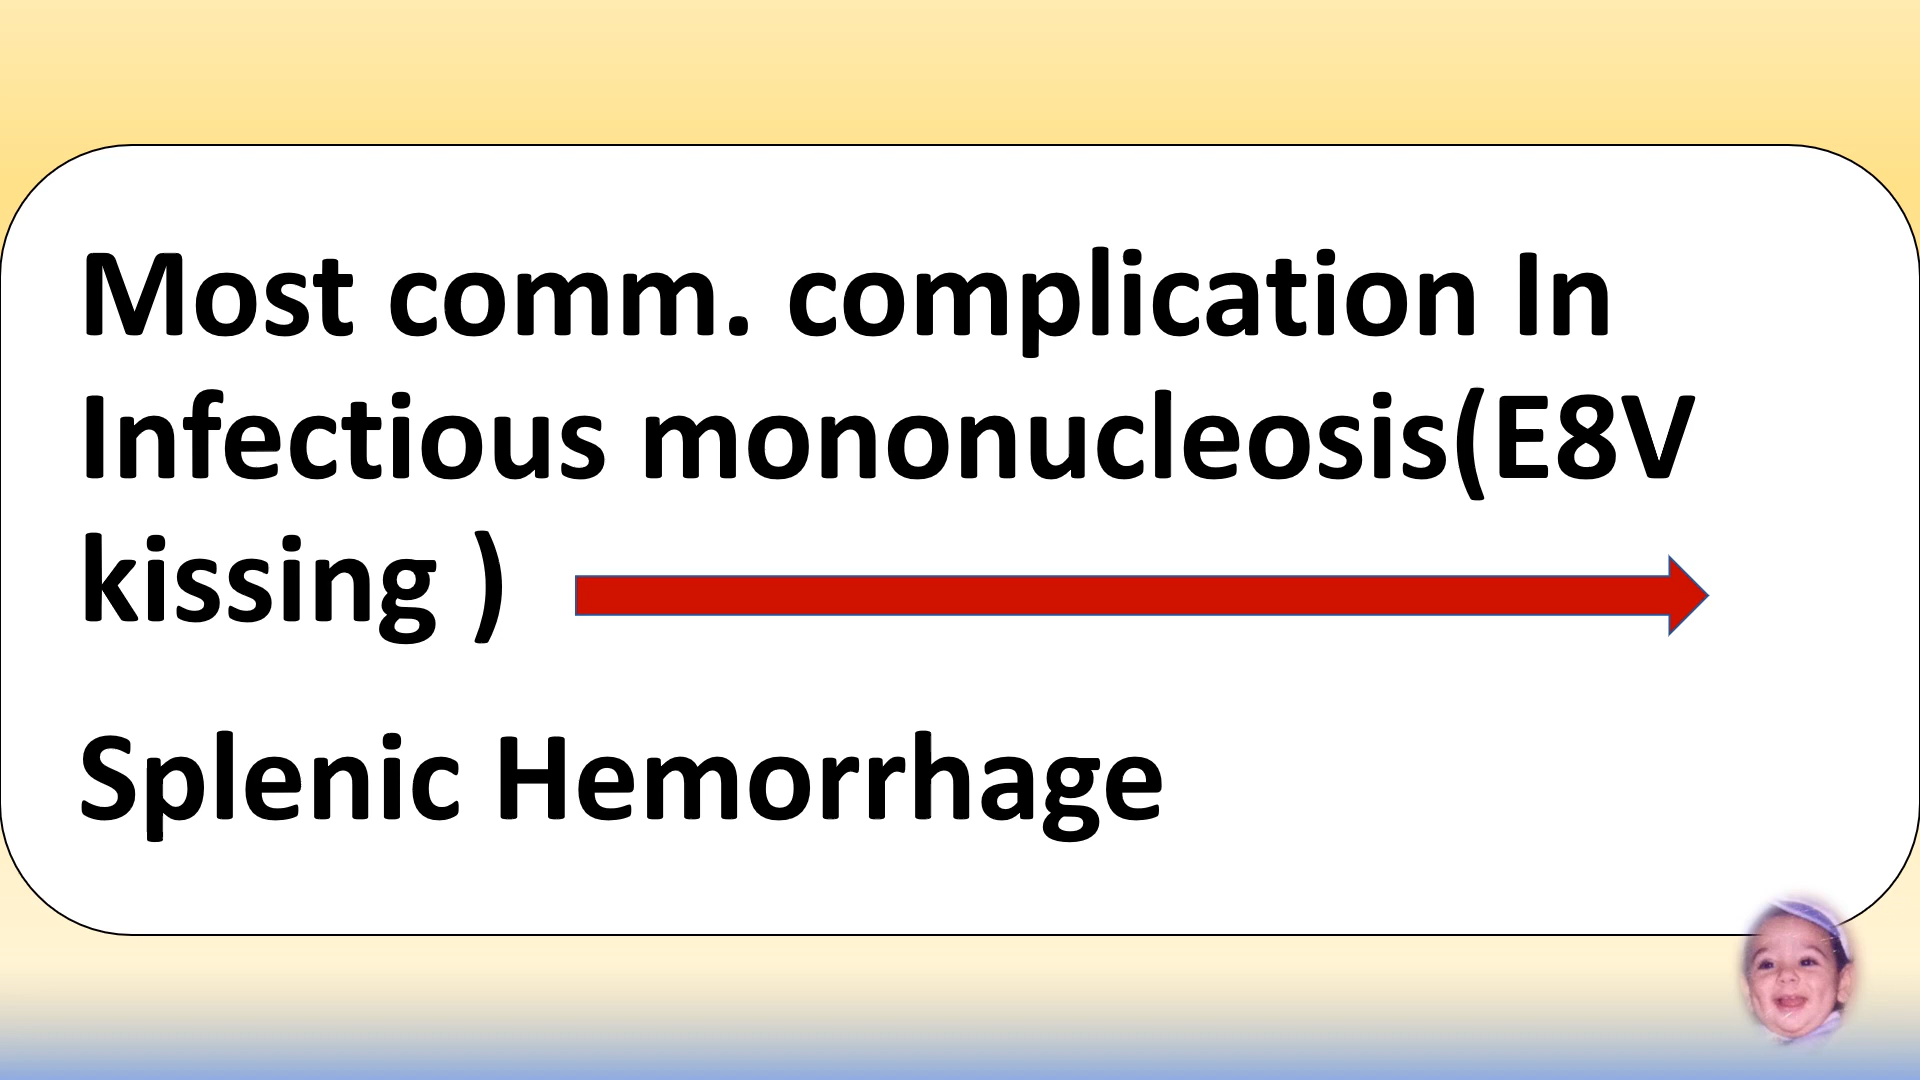 Most comm. complication In
Infectious mononucleosis(E8V
kissing )
Splenic Hemorrhage